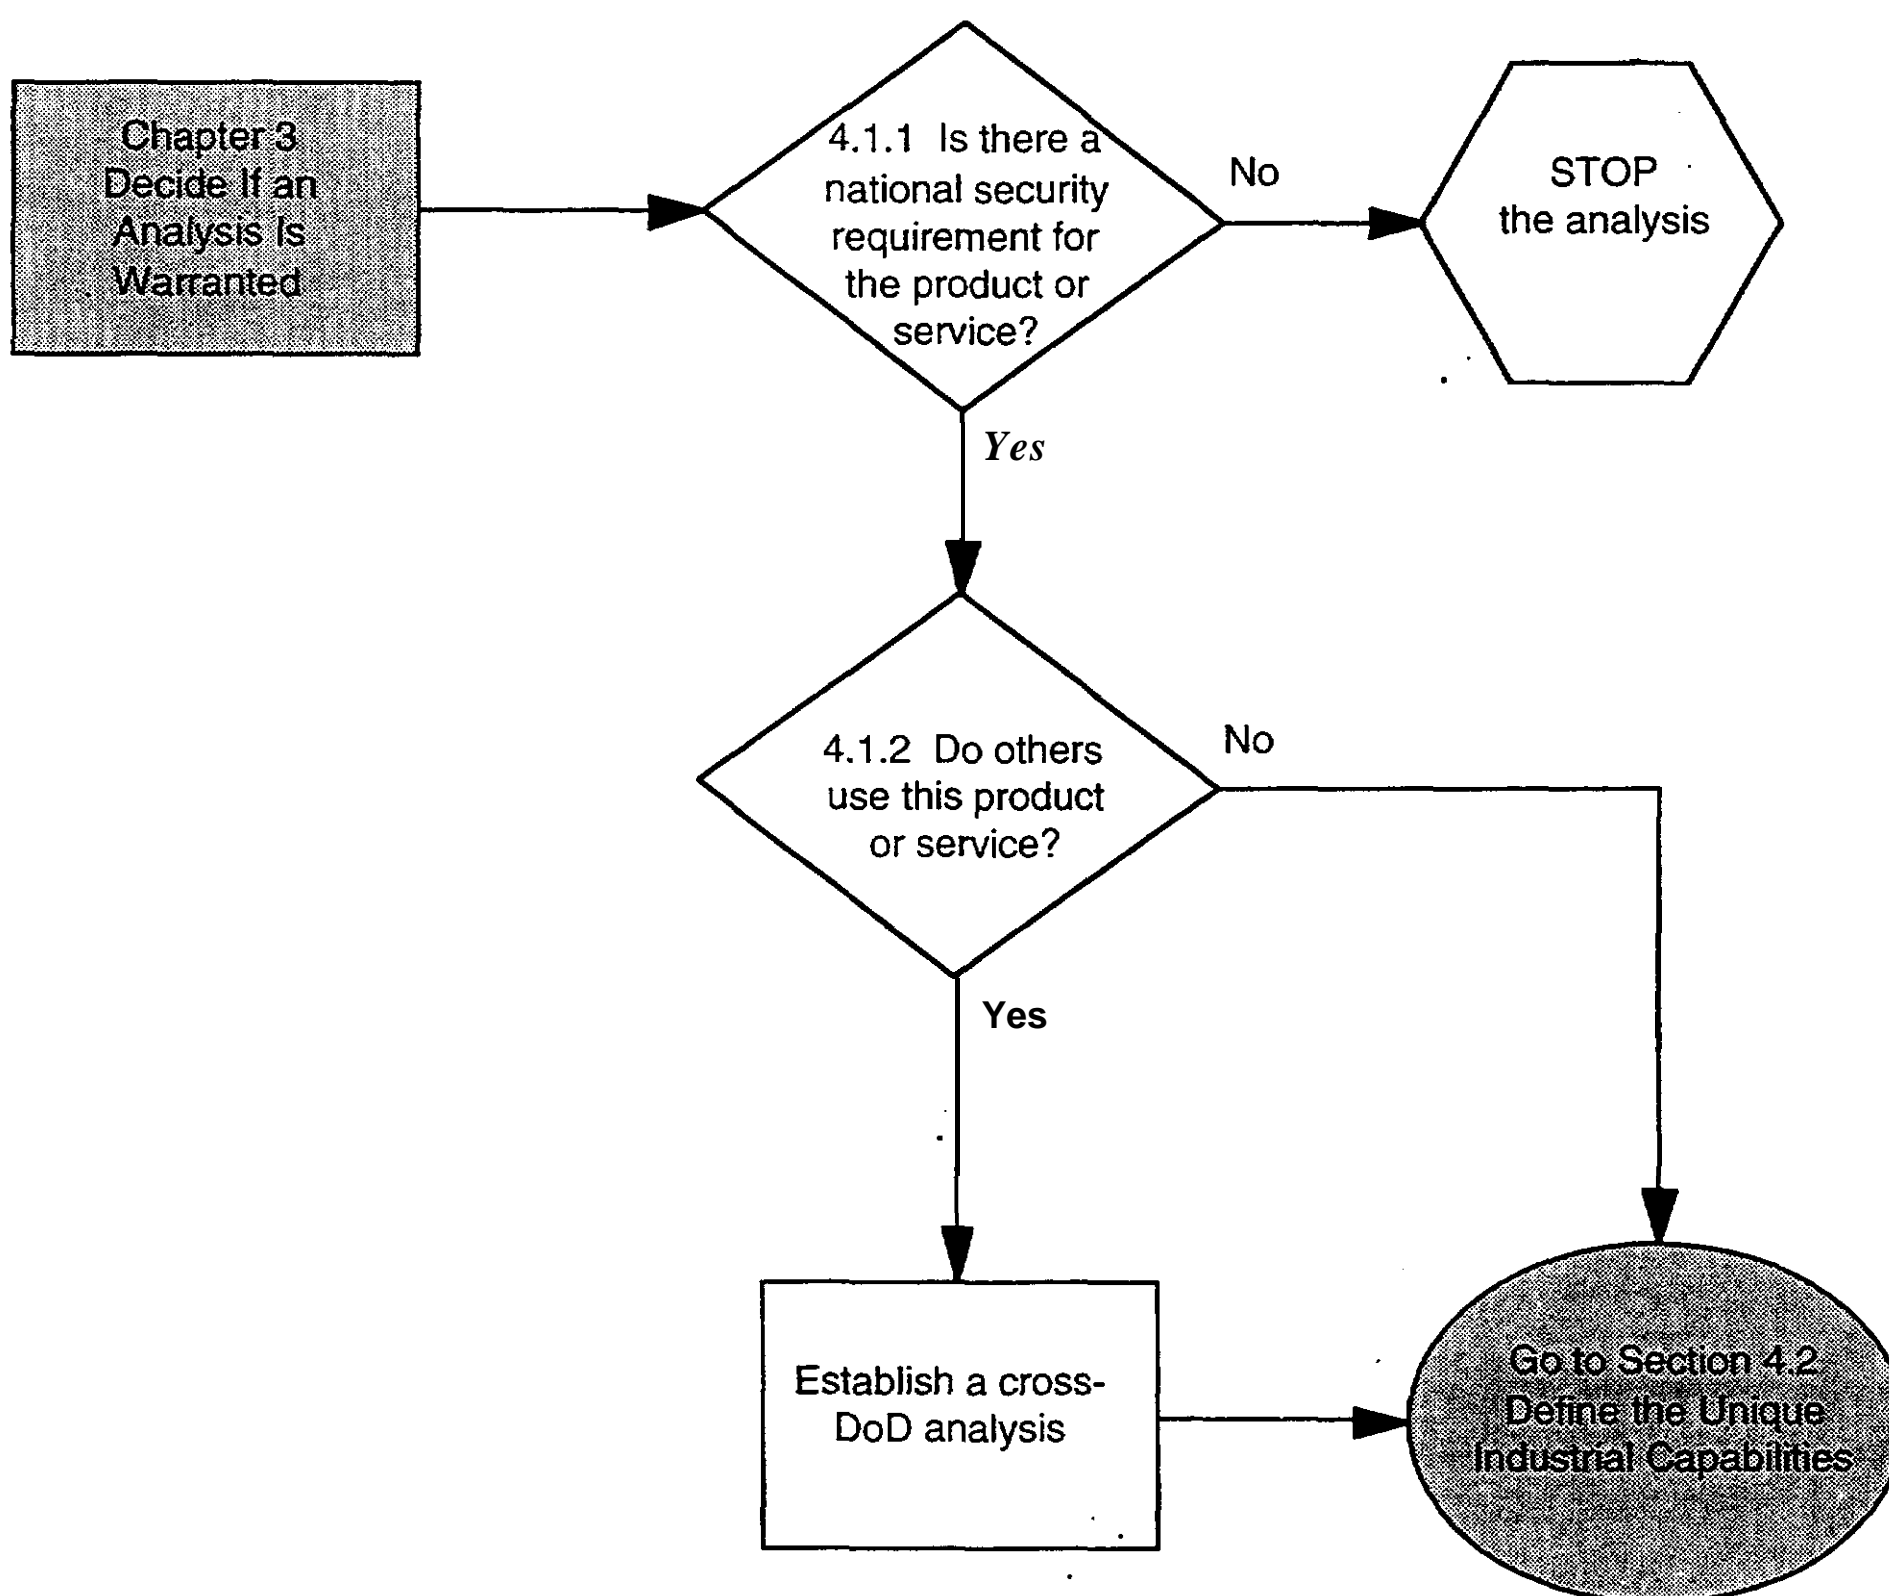 Chapter 3
Decide If an
Analysis Is
Warranted
4.1.1 Is there a
national security
requirement for
the product or
service?
No
STOP
the analysis
Yes
4.1.2 Do others
use this product
or service?
No
Yes
Establish a cross-
DoD analysis
Go to Section 4.2
Define the Unique
Industrial Capabilities